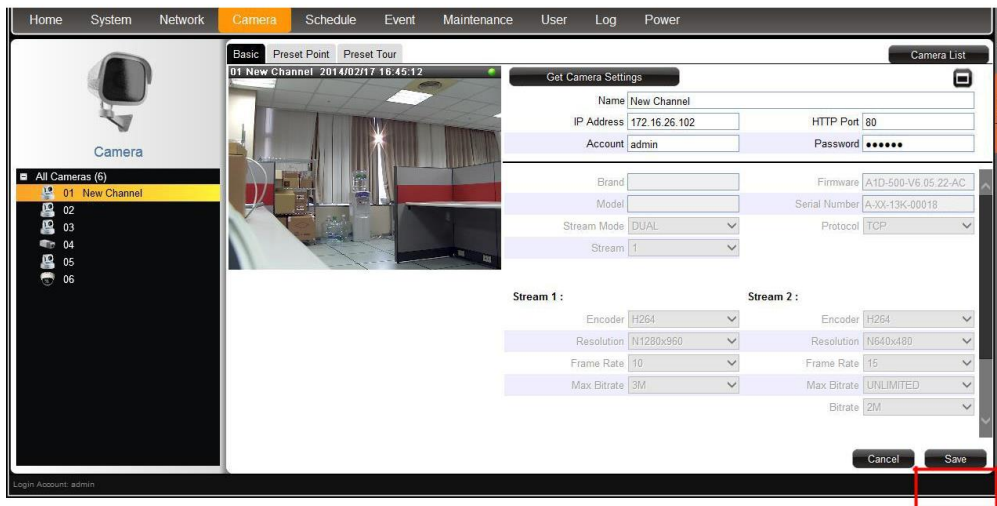 Home System Network Camera Schedule Event Maintenance User Log Power
Basic Preset Point Preset Tour Camera List
01 New Channel 2014/02/17 16:45:12
Get Camera Settings
Name New Channel
IP Address 172.16.26.102 HTTP Port 80
Account admin Password ●●●●●●
Camera
All Cameras (6)
01 New Channel
02
03
04
05
06
Brand Firmware A1D-500-V6.05.22-AC
Model Serial Number A-XX-13K-00018
Stream Mode DUAL Protocol TCP
Stream 1
Stream 1 : Stream 2 :
Encoder H264 Encoder H264
Resolution N1280x960 Resolution N640x480
Frame Rate 10 Frame Rate 15
Max Bitrate 3M Max Bitrate UNLIMITED
Bitrate 2M
Cancel Save
Login Account: admin